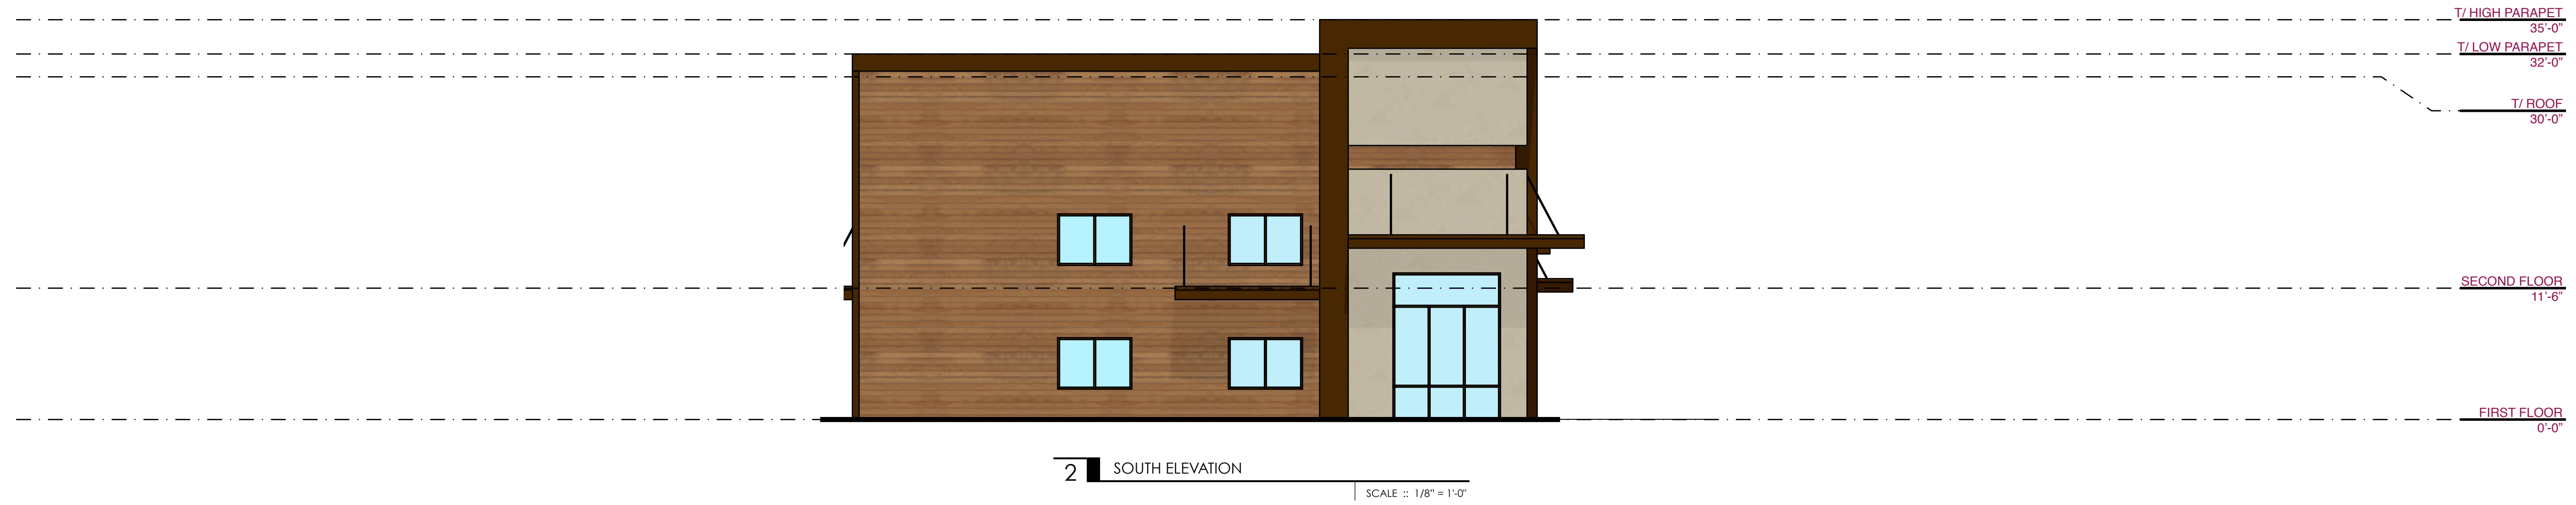 T/ HIGH PARAPET
35'-0"
T/ LOW PARAPET
32'-0"
T/ ROOF
30'-0"
SECOND FLOOR
11'-6"
FIRST FLOOR
0'-0"
2 SOUTH ELEVATION
SCALE :: 1/8" = 1'-0"